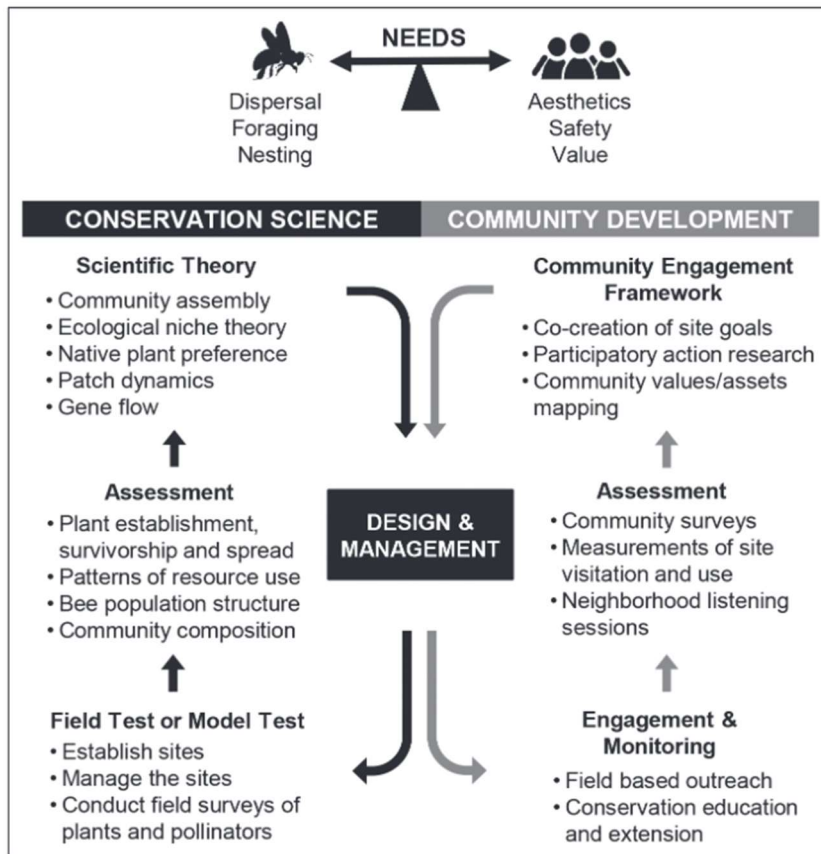 NEEDS
Dispersal
Foraging
Nesting
Aesthetics
Safety
Value
CONSERVATION SCIENCE
COMMUNITY DEVELOPMENT
Scientific Theory
• Community assembly
• Ecological niche theory
• Native plant preference
• Patch dynamics
• Gene flow
Community Engagement
Framework
• Co-creation of site goals
• Participatory action research
• Community values/assets
mapping
Assessment
• Plant establishment,
survivorship and spread
• Patterns of resource use
• Bee population structure
• Community composition
DESIGN &
MANAGEMENT
Assessment
• Community surveys
• Measurements of site
visitation and use
• Neighborhood listening
sessions
Field Test or Model Test
• Establish sites
• Manage the sites
• Conduct field surveys of
plants and pollinators
Engagement &
Monitoring
• Field based outreach
• Conservation education
and extension